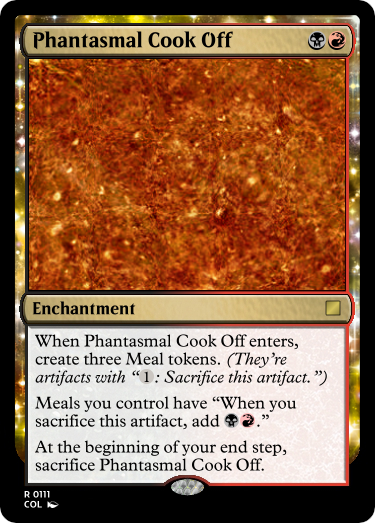 Phantasmal Cook Off
Enchantment
When Phantasmal Cook Off enters,
create three Meal tokens. (They're
artifacts with “1: Sacrifice this artifact.”)
Meals you control have “When you
sacrifice this artifact, add .”
At the beginning of your end step,
sacrifice Phantasmal Cook Off.
R 0111
COL